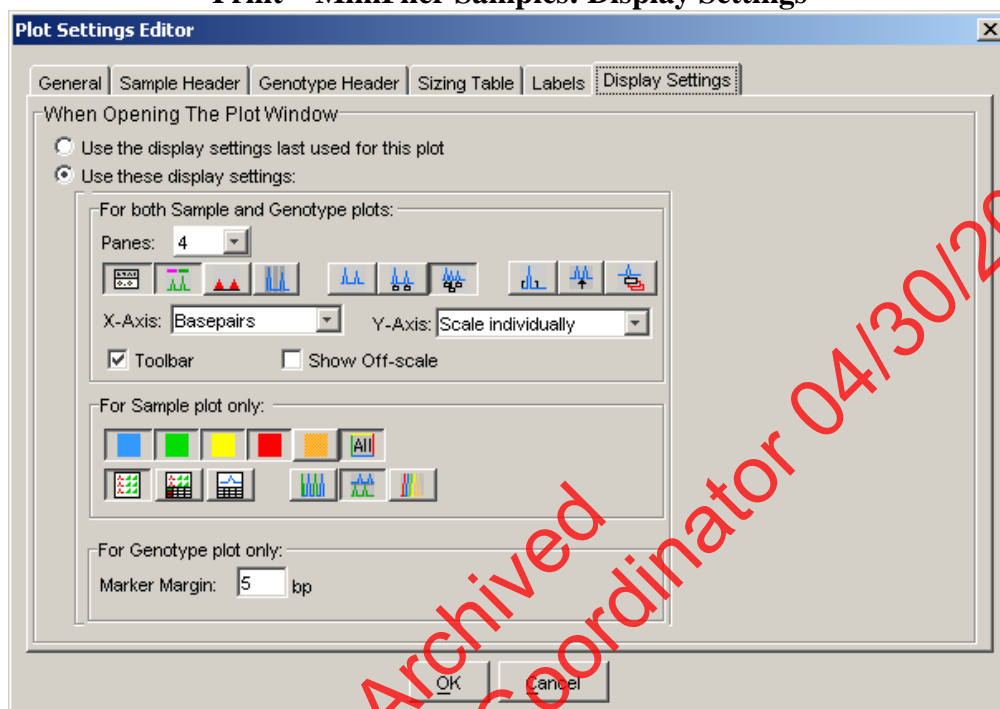 Print – MiniFiler Samples: Display Settings
Plot Settings Editor
General Sample Header Genotype Header Sizing Table Labels Display Settings
When Opening The Plot Window
Use the display settings last used for this plot
Use these display settings:
For both Sample and Genotype plots:
Panes: 4
X-Axis: Basepairs Y-Axis: Scale individually
Toolbar Show Off-scale
For Sample plot only:
All
For Genotype plot only:
Marker Margin: 5 bp
OK Cancel
Archived
Coordinator 04/30/20